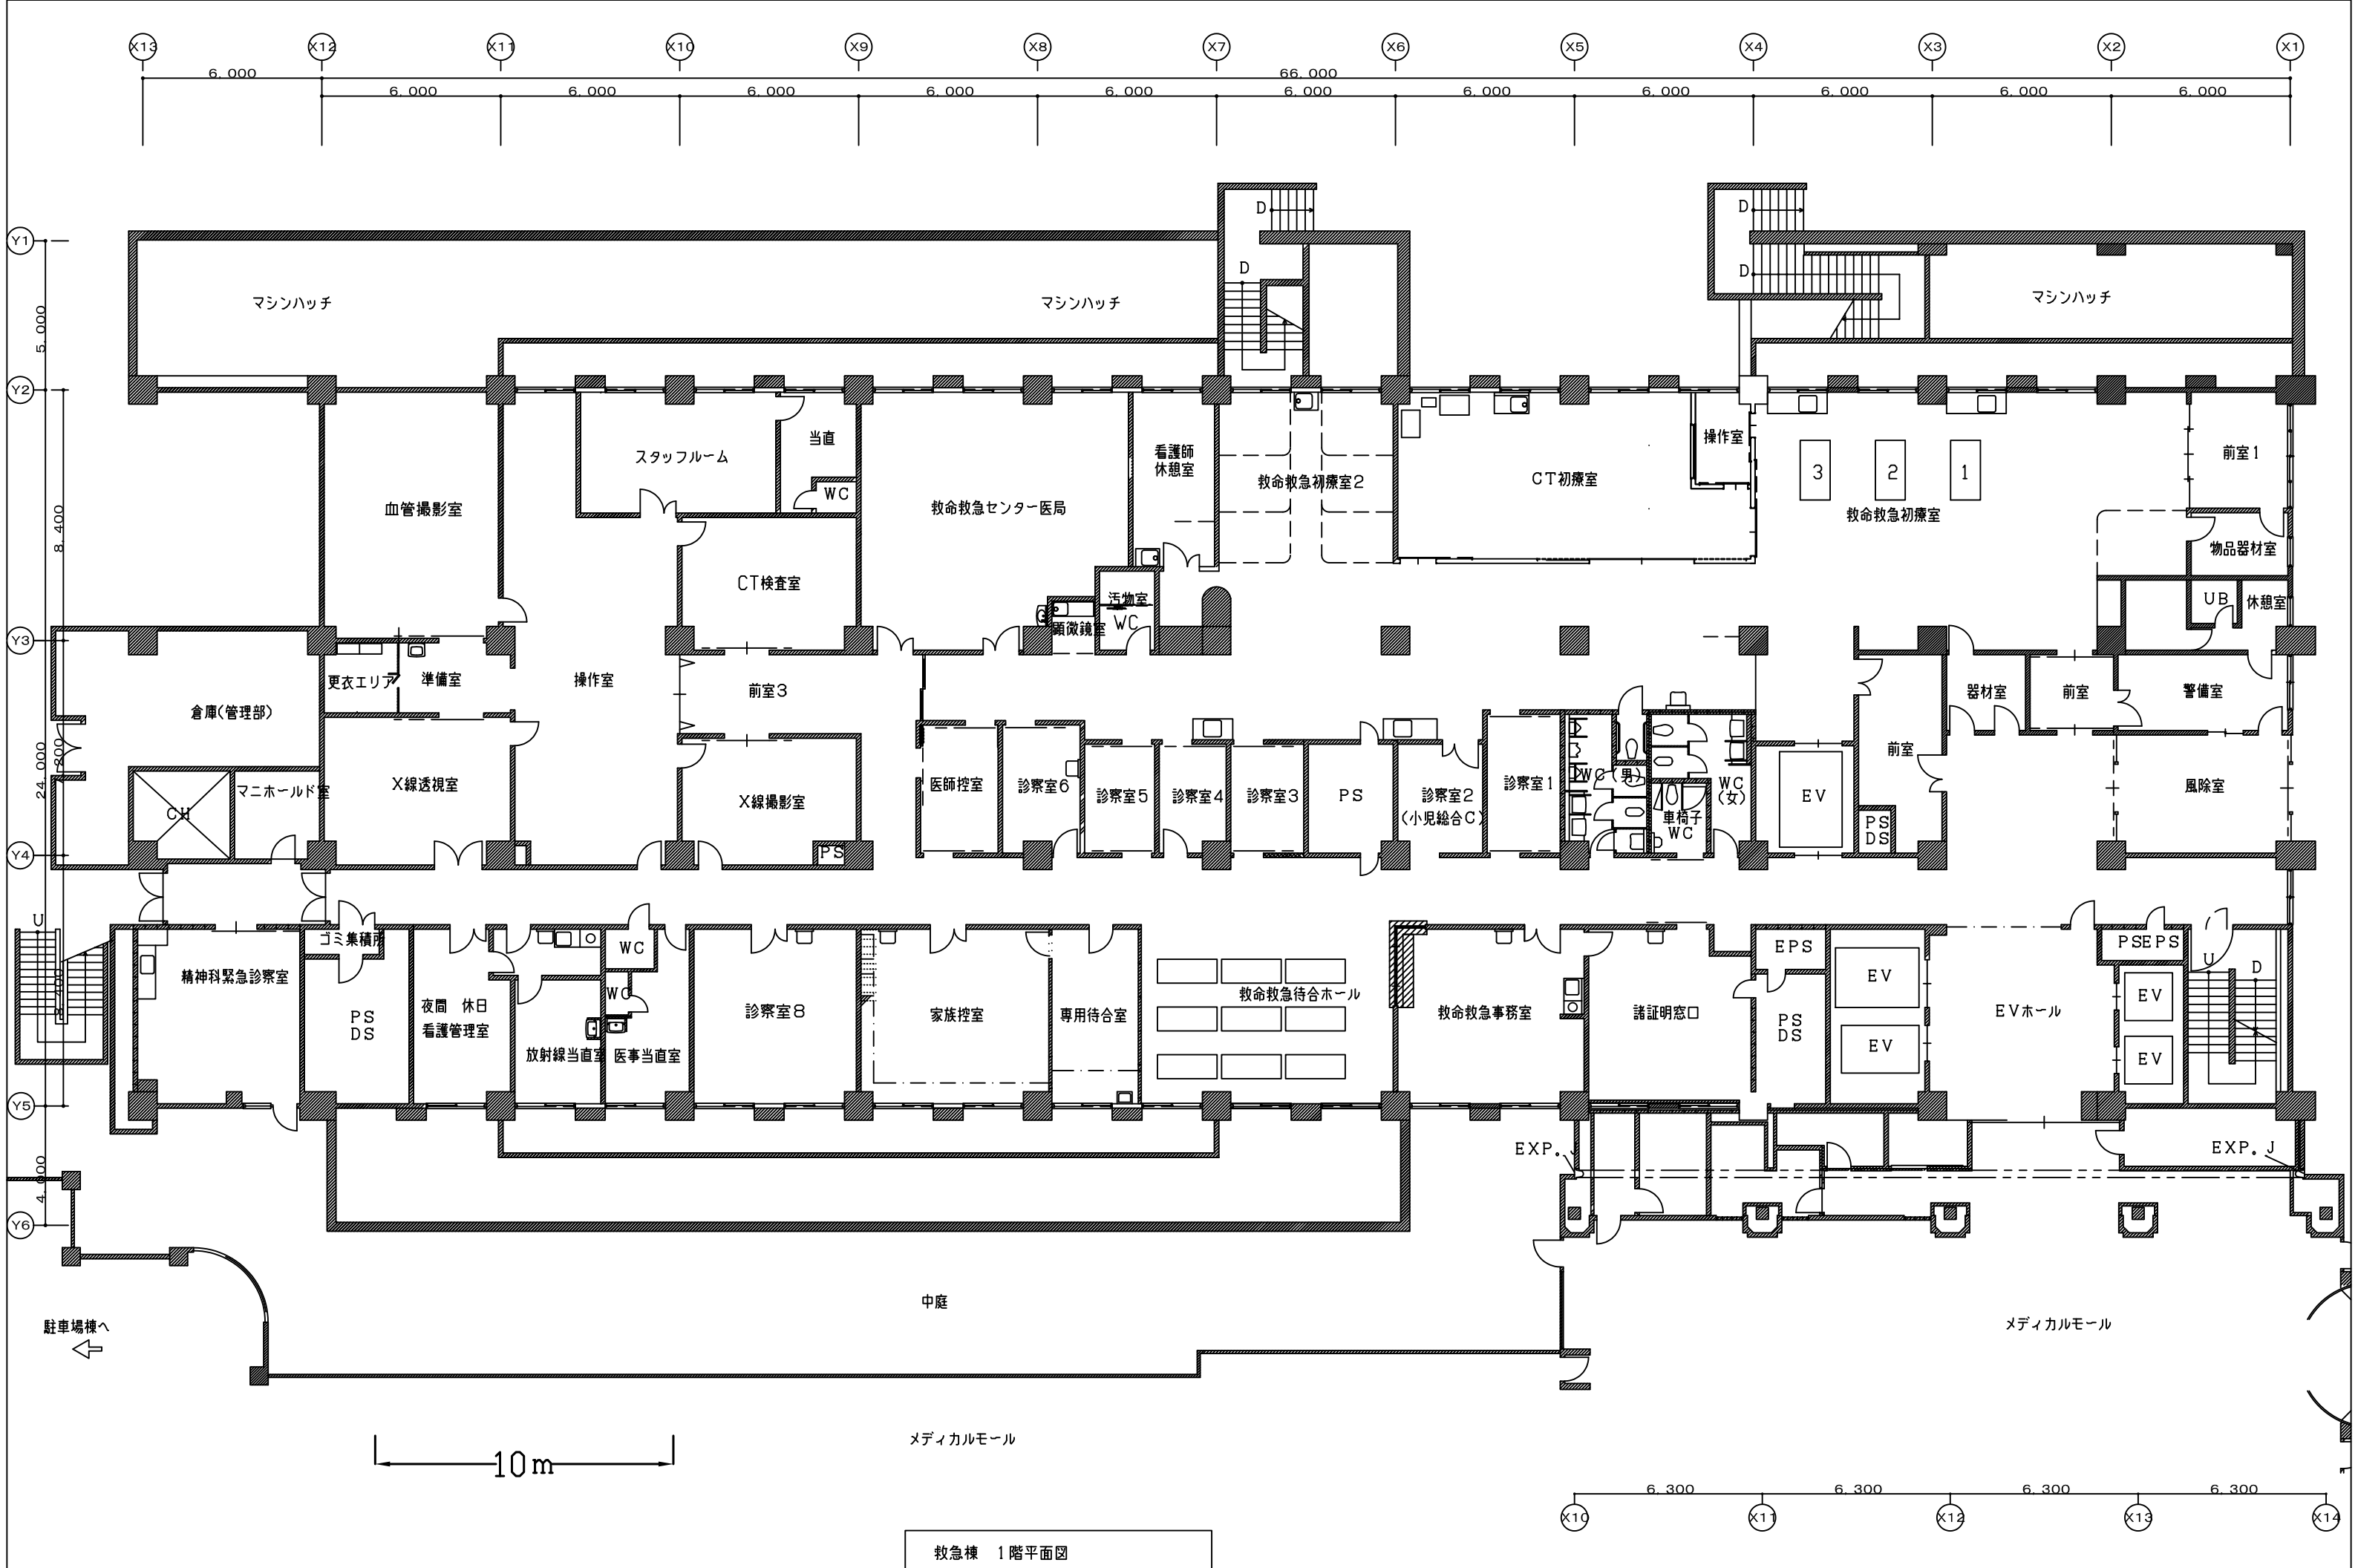 X13 X12 X11 X10 X9 X8 X7 X6 X5 X4 X3 X2 X1
6,000 66,000
6,000 6,000 6,000 6,000 6,000 6,000 6,000 6,000 6,000 6,000 6,000
D D
Y1
D D
マシンハッチ マシンハッチ マシンハッチ
5,000
Y2
スタッフルーム 当直 看護師 操作室 前室1
休憩室
血管撮影室 WC 救命救急センター医局 救命救急初療室2 CT初療室 3 2 1
救命救急初療室
8,400
物品器材室
CT検査室 汚物室 UB 休憩室
顕微鏡室 WC
Y3
更衣エリア 準備室 操作室 前室3 器材室 前室 警備室
倉庫(管理部)
24,000
前室
X線透視室 X線撮影室 医師控室 診察室6 診察室5 診察室4 診察室3 PS 診察室2 診察室1 WC(男) WC EV 風除室
マニホールド室 (小児総合C) (女)
CH 車椅子 PS
WC DS
PS
Y4
U
ゴミ集積所 WC EPS PS EPS
精神科緊急診察室 WC 救命救急待合ホール EV U D
EV
夜間 休日 診察室8 家族控室 専用待合室 救命救急事務室 諸証明窓口 EVホール
PS 看護管理室 PS
DS DS
放射線当直室 医事当直室 EV EV
Y5
EXP. J EXP. J
4,000
Y6
中庭
駐車場棟へ メディカルモール
メディカルモール
10m
6,300 6,300 6,300 6,300
X10 X11 X12 X13 X14
救急棟 1階平面図